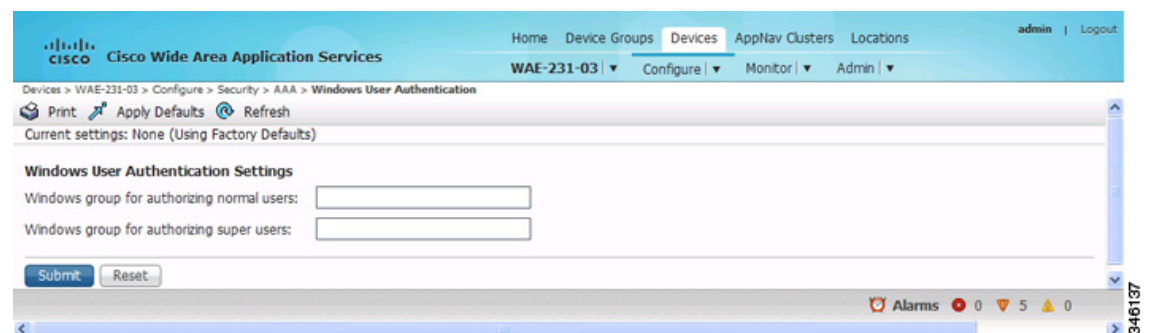 Home Device Groups Devices AppNav Clusters Locations
admin | Logout
CISCO Cisco Wide Area Application Services
WAE-231-03 | Configure | Monitor | Admin |
Devices > WAE-231-03 > Configure > Security > AAA > Windows User Authentication
Print Apply Defaults Refresh
Current settings: None (Using Factory Defaults)
Windows User Authentication Settings
Windows group for authorizing normal users:
Windows group for authorizing super users:
Submit Reset
Alarms 0 5 0
346137